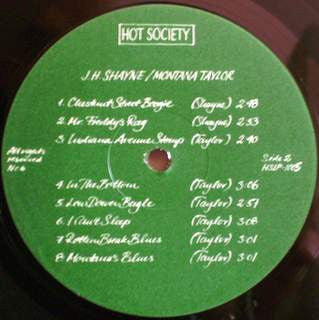 HOT SOCIETY
J.H. SHAYNE/MONTANA TAYLOR
1. Chestnut Street Boogie (Shayne) 2:48
2. Mr. Freddy's Rag (Shayne) 2:53
3. Indiana Avenue Stomp (Taylor) 2:40
All rights
reserved
Side 2
4. In The Bottom (Taylor) 3:06
5. Low Down Bugle (Taylor) 2:57
6. I Can't Sleep (Taylor) 3:08
7. Rotten Break Blues (Taylor) 3:01
8. Montana's Blues (Taylor) 3:01